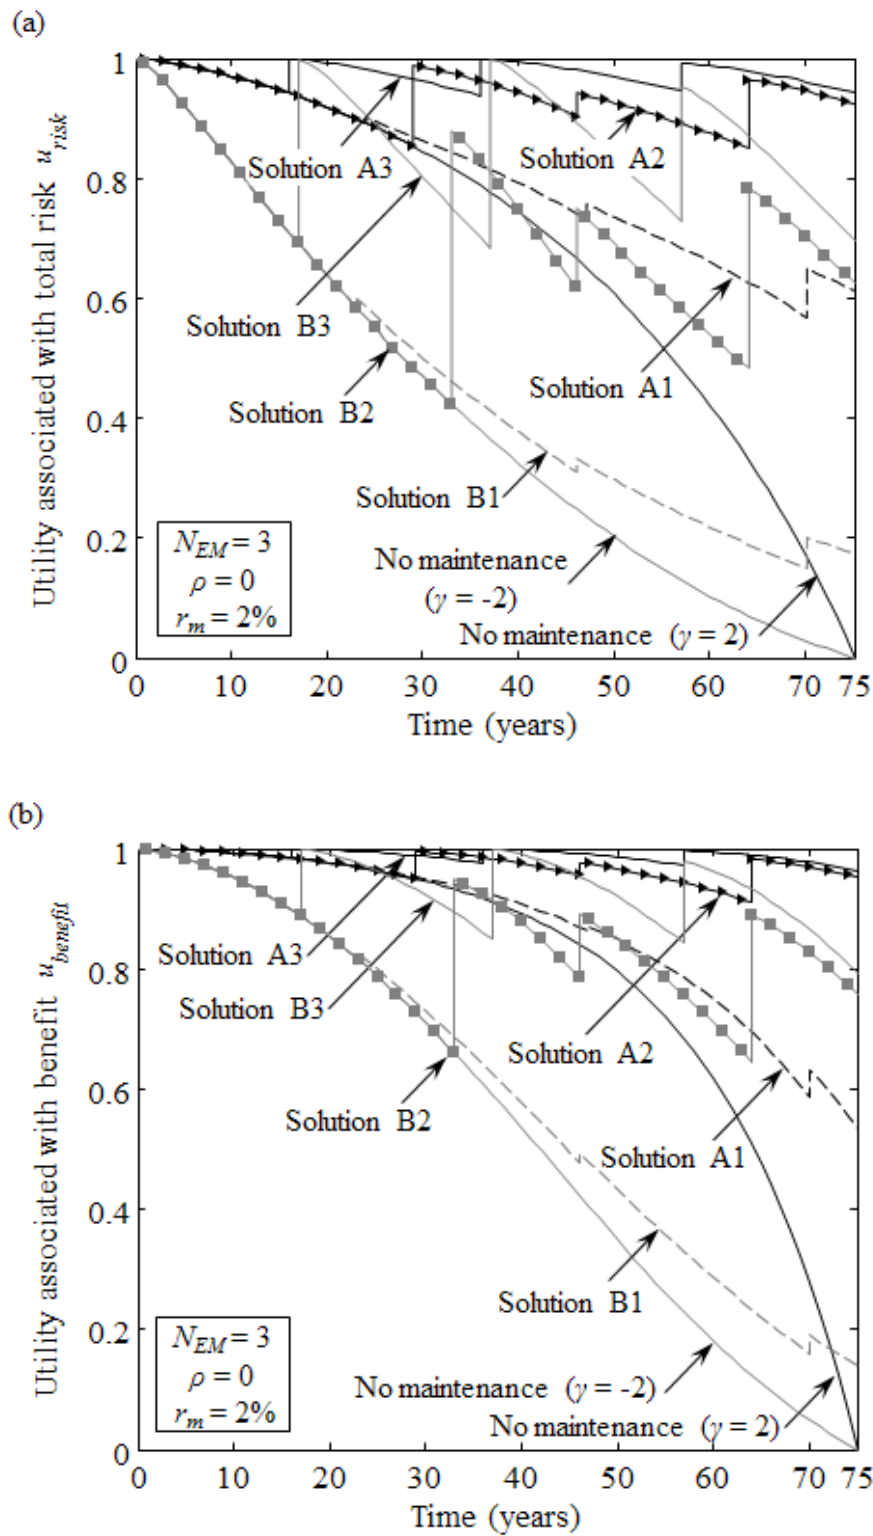 (a)
Utility associated with total risk u_risk
1
0.8
0.6
0.4
0.2
0
Solution A3
Solution A2
Solution B3
Solution A1
Solution B2
Solution B1
No maintenance
(γ = -2)
No maintenance (γ = 2)
N_EM = 3
ρ = 0
r_m = 2%
0 10 20 30 40 50 60 70 75
Time (years)
(b)
Utility associated with benefit u_benefit
1
0.8
0.6
0.4
0.2
0
Solution A3
Solution B3
Solution A2
Solution B2
Solution A1
Solution B1
No maintenance (γ = -2)
No maintenance (γ = 2)
N_EM = 3
ρ = 0
r_m = 2%
0 10 20 30 40 50 60 70 75
Time (years)